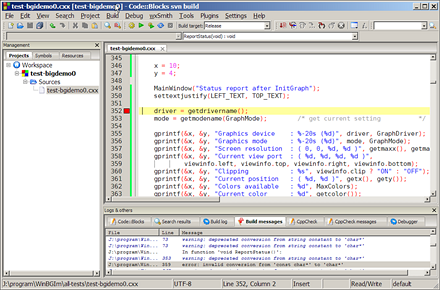 test-bgidemo0.cxx [test-bgidemo0] - Code::Blocks svn build
File Edit View Search Project Build Debug wxSmith Tools Plugins Settings Help
Build target: Release
ReportStatus(void) : void
Management
Projects Symbols Resources
Workspace
test-bgidemo0
Sources
test-bgidemo0.cxx
test-bgidemo0.cxx
345
346 x = 10;
347 y = 4;
348
349 MainWindow("Status report after InitGraph");
350 settextjustify(LEFT_TEXT, TOP_TEXT);
351
352 driver = getdrivername();
353 mode = getmodename(GraphMode); /* get current setting */
354
355 gprintf(&x, &y, "Graphics device : %-20s (%d)", driver, GraphDriver);
356 gprintf(&x, &y, "Graphics mode : %-20s (%d)", mode, GraphMode);
357 gprintf(&x, &y, "Screen resolution : ( 0, 0, %d, %d )", getmaxx(), getma
358 gprintf(&x, &y, "Current view port : ( %d, %d, %d, %d )",
359 viewinfo.left, viewinfo.top, viewinfo.right, viewinfo.bottom);
360 gprintf(&x, &y, "Clipping : %s", viewinfo.clip ? "ON" : "OFF");
361 gprintf(&x, &y, "Current position : ( %d, %d )", getx(), gety());
362 gprintf(&x, &y, "Colors available : %d", MaxColors);
363 gprintf(&x, &y, "Current color : %d", getcolor());
Logs & others
Code::Blocks Search results Build log Build messages CppCheck CppCheck messages Debugger
File Line Message
J:\program\Win... 73 warning: deprecated conversion from string constant to 'char*'
J:\program\Win... warning: deprecated conversion from string constant to 'char*'
J:\program\Win... In function 'void ReportStatus()':
J:\program\Win... 352 error: invalid conversion from 'const char*' to 'char*'
J:\program\Win... warning: deprecated conversion from string constant to 'char*'
J:\program\WinBGIm\all-tests\test-bgidemo0.cxx UTF-8 Line 352, Column 2 Insert Read/Write default